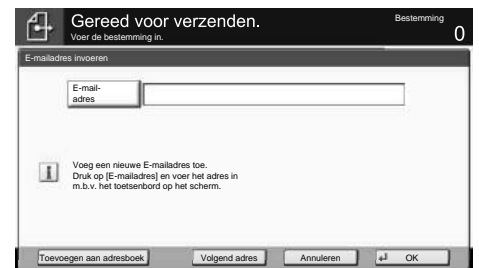 Gereed voor verzenden.
Bestemming
Voer de bestemming in.
0
E-mailadres invoeren
E-mail-
adres
Voeg een nieuwe E-mailadres toe.
Druk op [E-mailadres] en voer het adres in
m.b.v. het toetsenbord op het scherm.
Toevoegen aan adresboek
Volgend adres
Annuleren
OK